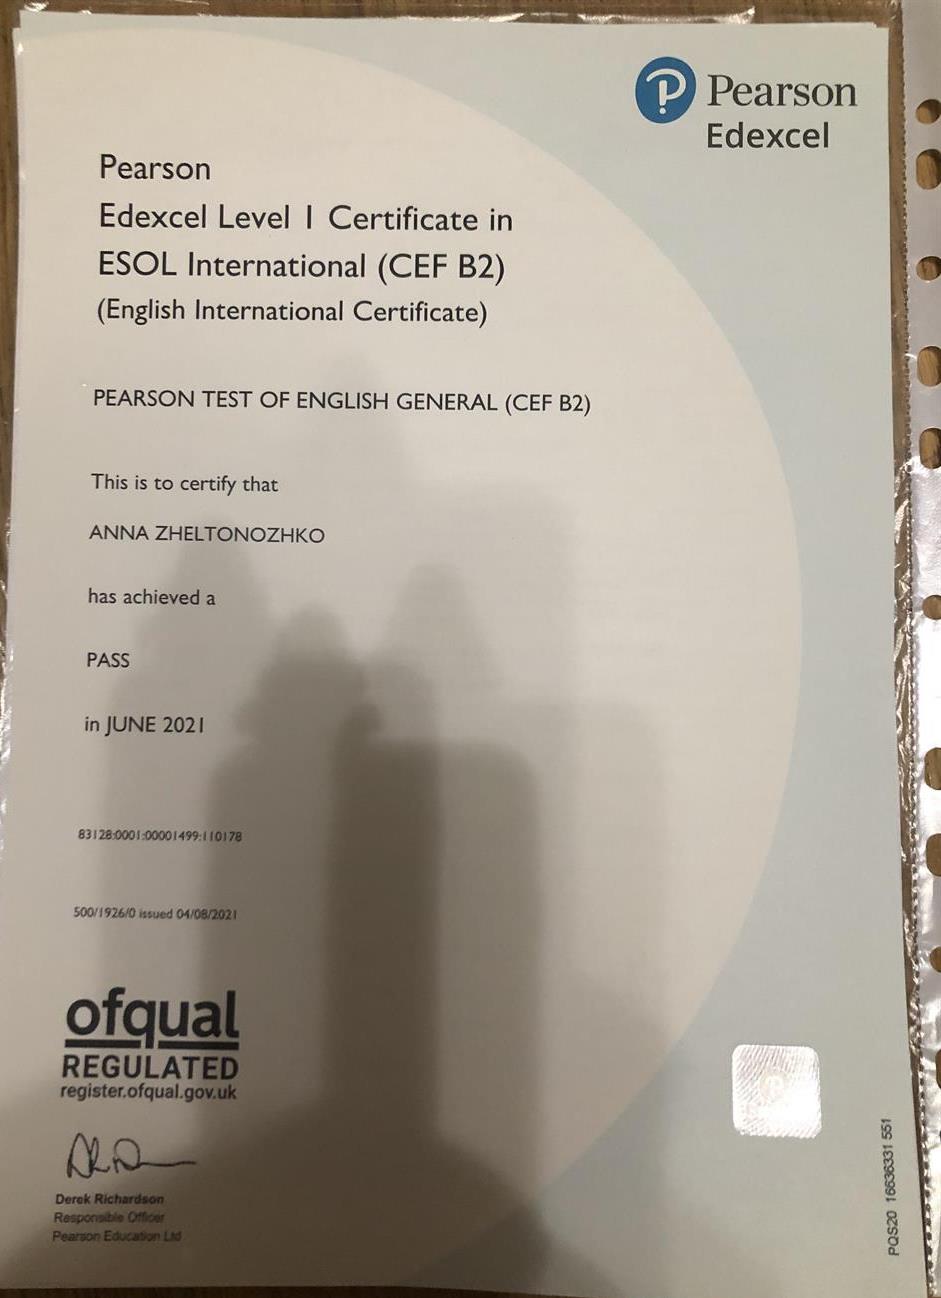 Pearson
Edexcel
Pearson
Edexcel Level 1 Certificate in
ESOL International (CEF B2)
(English International Certificate)
PEARSON TEST OF ENGLISH GENERAL (CEF B2)
This is to certify that
ANNA ZHELTONOZHKO
has achieved a
PASS
in JUNE 2021
83128:0001:00001499:110178
500/1926/0 issued 04/08/2021
ofqual
REGULATED
register.ofqual.gov.uk
Derek Richardson
Responsible Officer
Pearson Education Ltd
PQS20 16636331 551